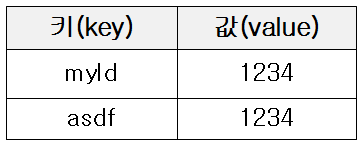 키(key) 값(value)
myId 1234
asdf 1234